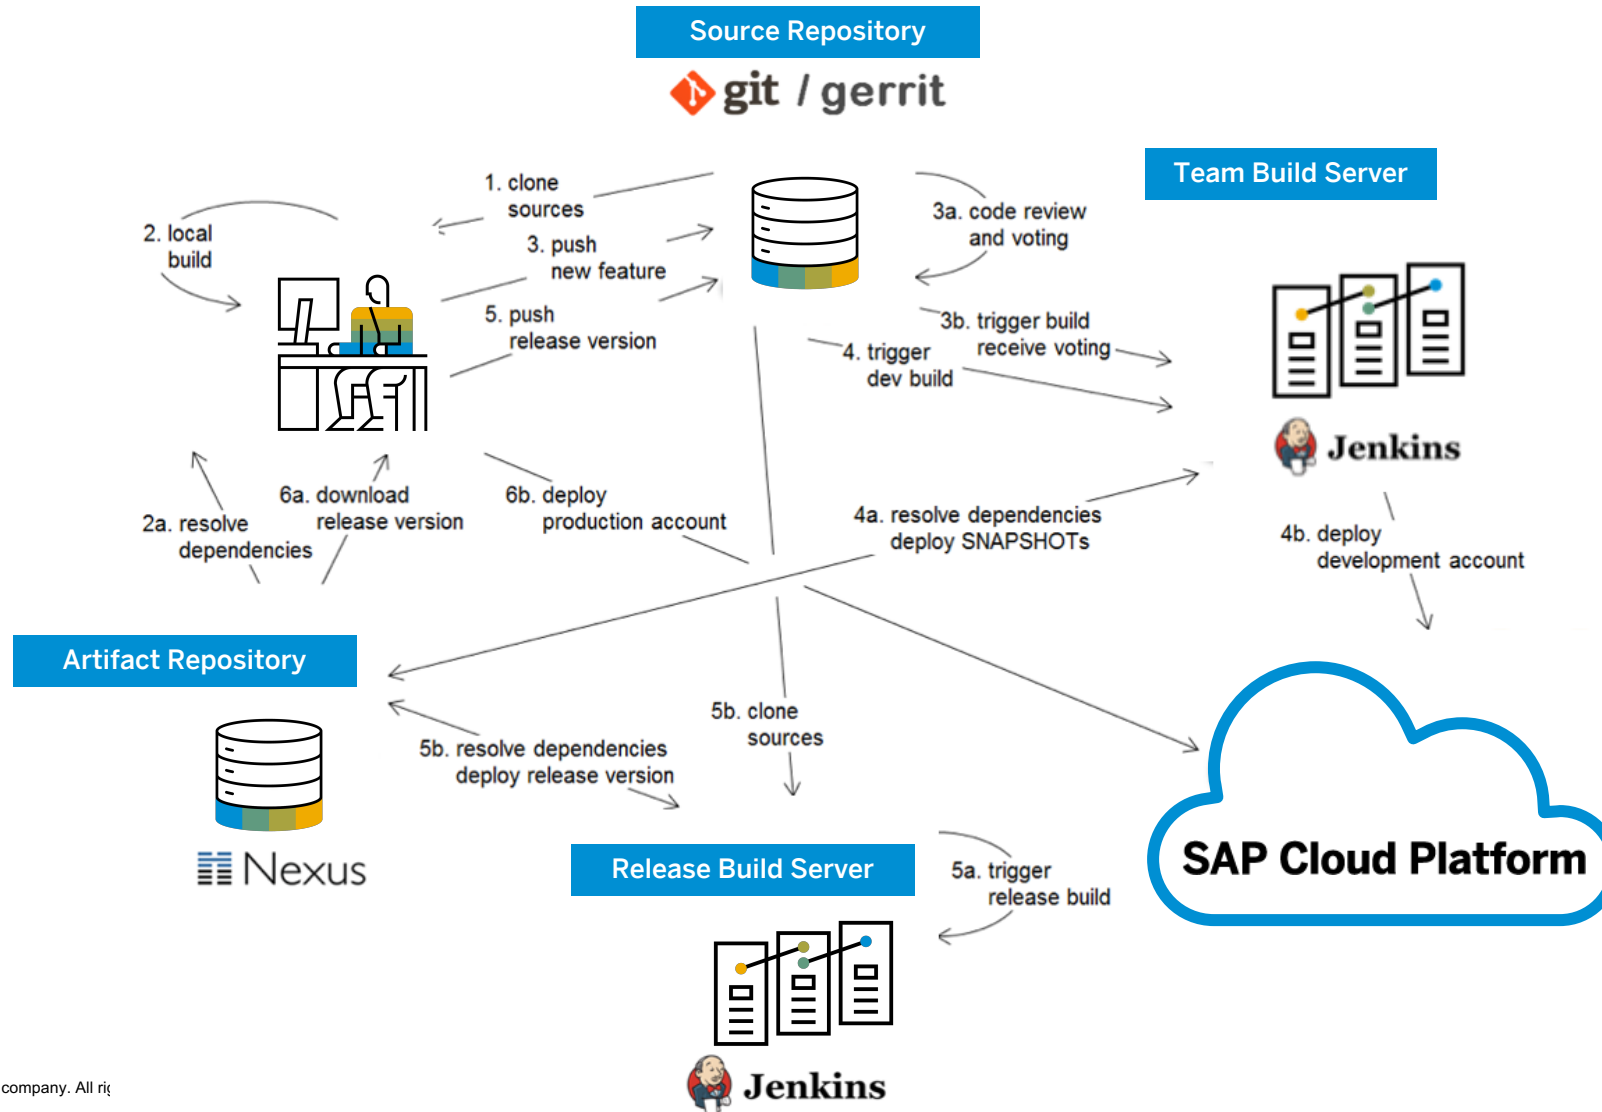 Source Repository
git / gerrit
Team Build Server
1. clone
sources
2. local
build
3. push
new feature
3a. code review
and voting
5. push
release version
3b. trigger build
receive voting
4. trigger
dev build
Jenkins
6a. download
release version
6b. deploy
production account
2a. resolve
dependencies
4a. resolve dependencies
deploy SNAPSHOTs
4b. deploy
development account
Artifact Repository
5b. clone
sources
5b. resolve dependencies
deploy release version
Nexus
SAP Cloud Platform
Release Build Server
5a. trigger
release build
Jenkins
company. All